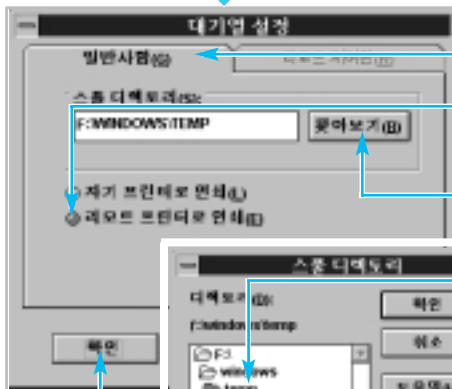 대기열 설정
일반사항(G)
스풀 디렉토리(S):
F:\WINDOWS\TEMP
찾아보기(B)
자기 프린터로 인쇄(L)
리모트 프린터로 인쇄(E)
확인
스풀 디렉토리
디렉토리(D):
f:\windows\temp
확인
취소
F:\
windows
temp